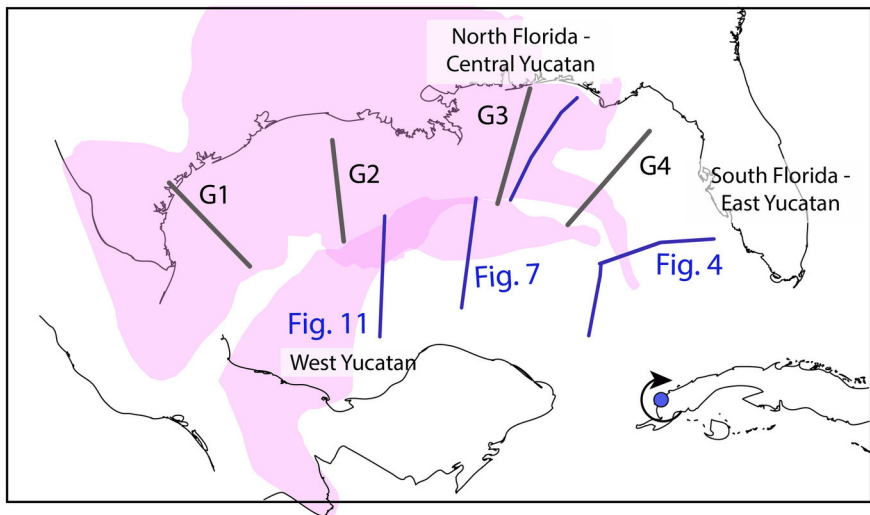 North Florida -
Central Yucatan
G3
G2
G4
G1
South Florida -
East Yucatan
Fig. 4
Fig. 7
Fig. 11
West Yucatan